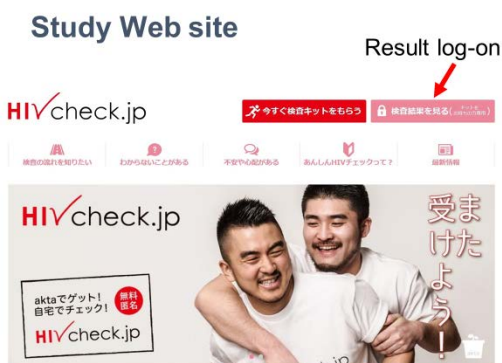 Study Web site
Result log-on
HIVcheck.jp
今すぐ検査キットをもらう
検査結果を見る
検査の流れを知りたい
わからないことがある
不安や心配がある
あんしんHIVチェックって？
最新情報
HIVcheck.jp
aktaでゲット！
自宅でチェック！
無料
匿名
HIVcheck.jp
また
受けよう！